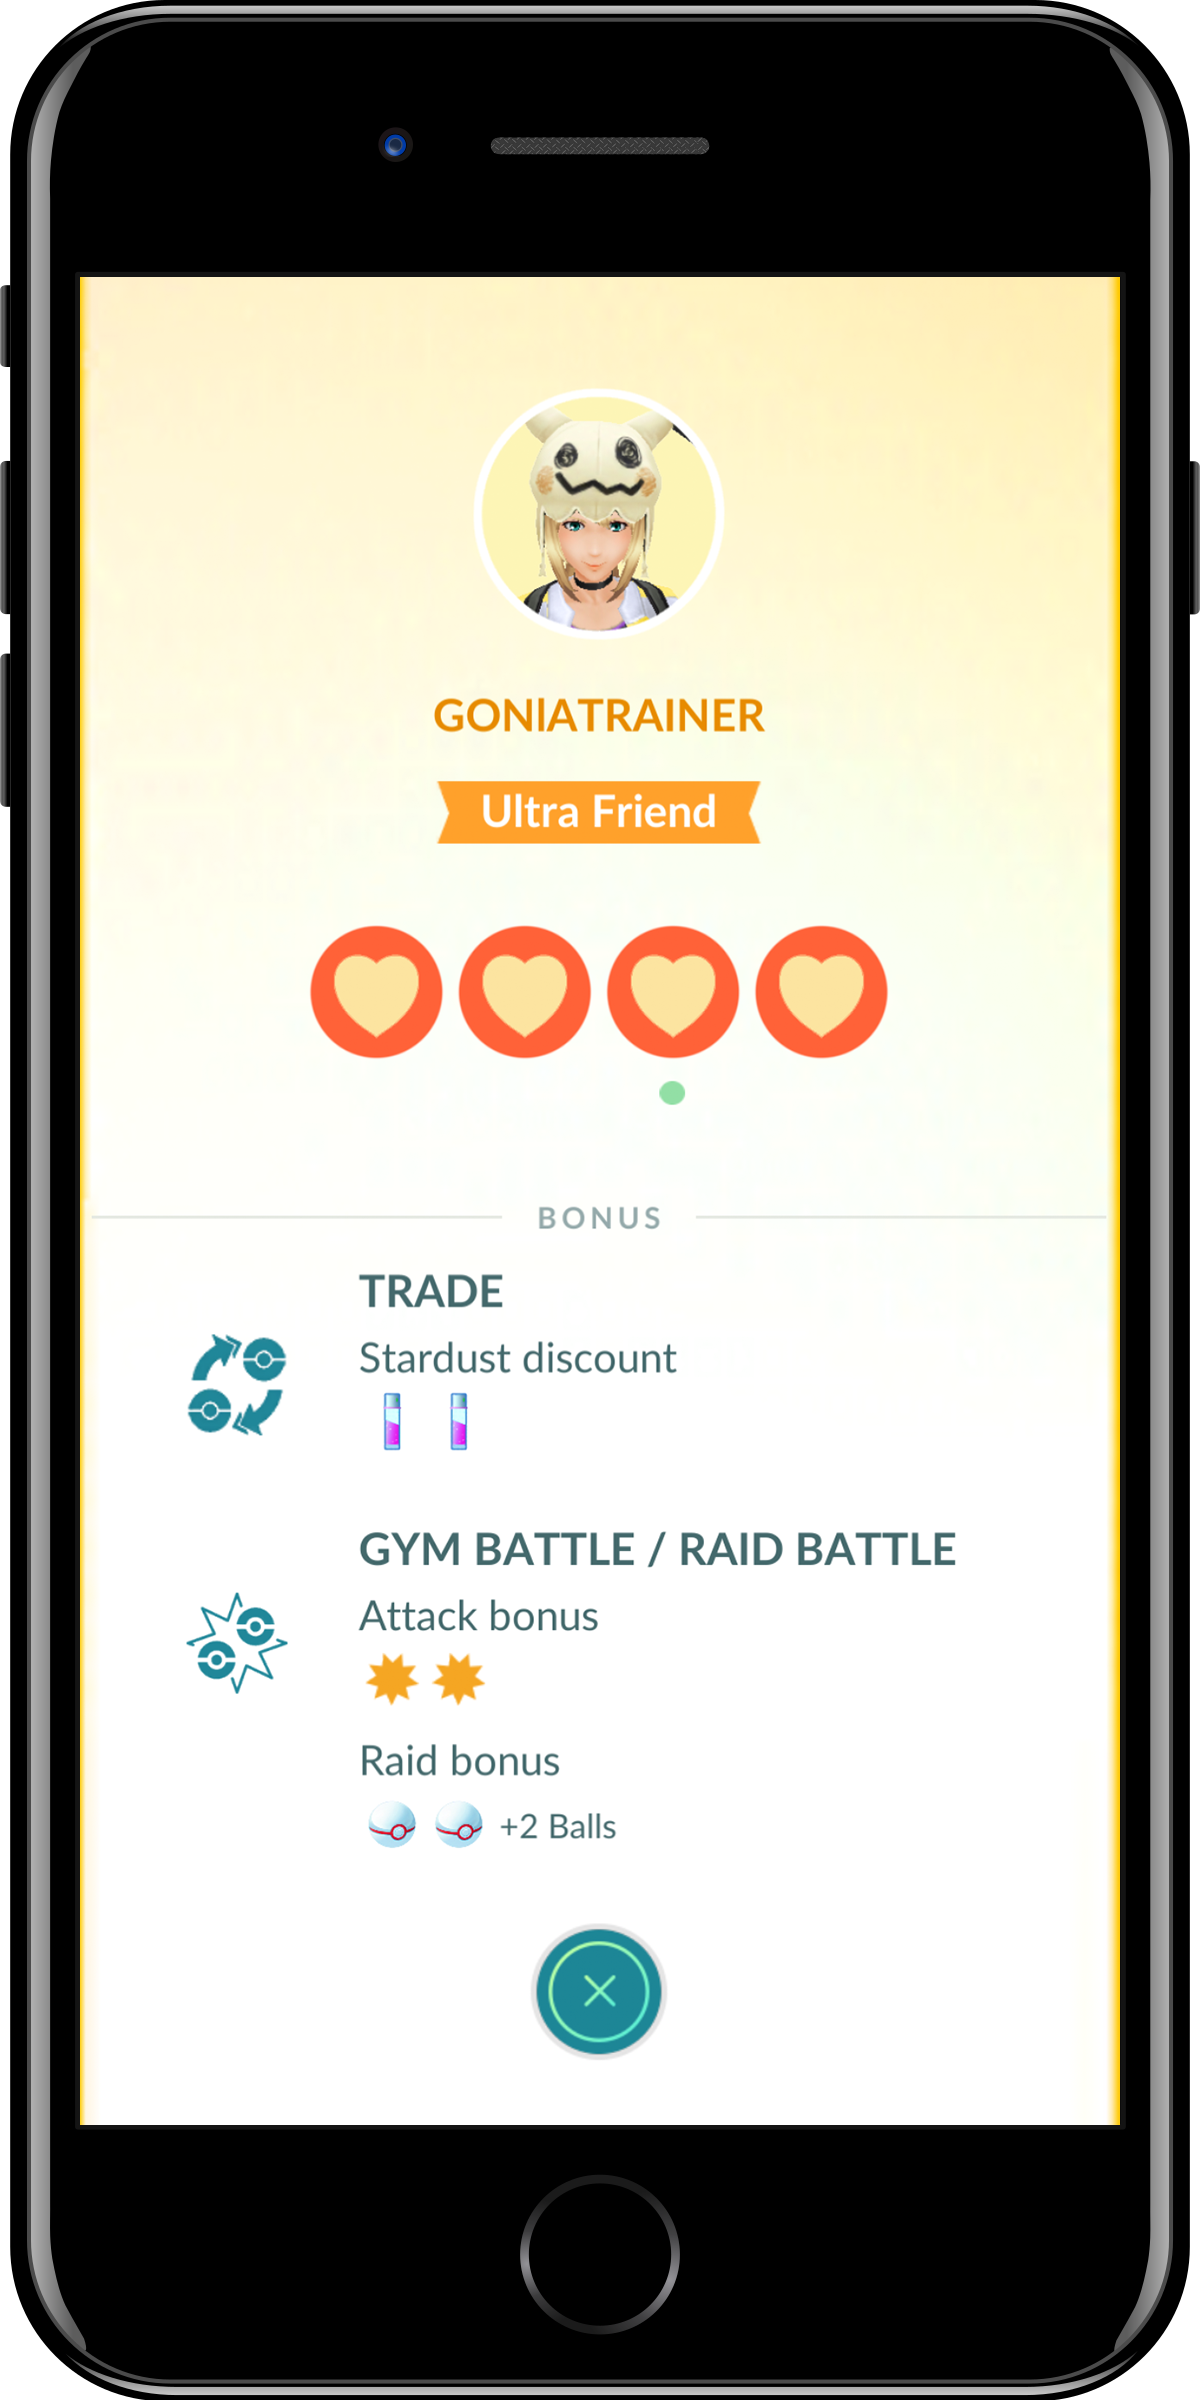 GONIATRAINER
Ultra Friend
BONUS
TRADE
Stardust discount
GYM BATTLE / RAID BATTLE
Attack bonus
Raid bonus
+2 Balls